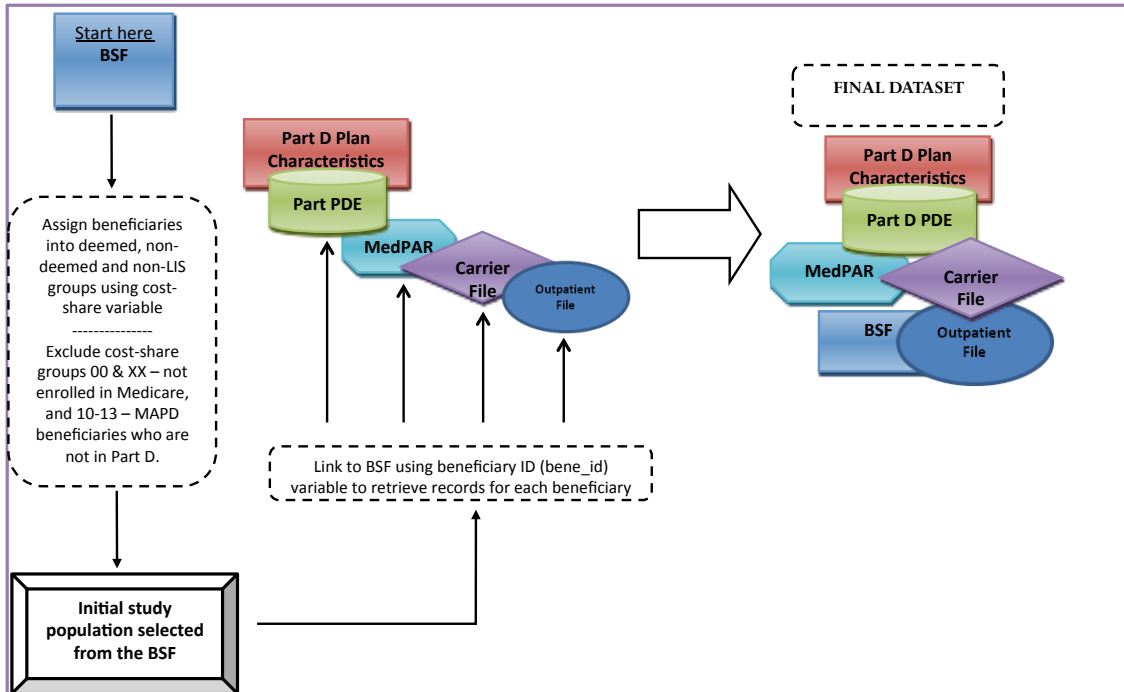 Start here
BSF
Assign beneficiaries
into deemed, non-
deemed and non-LIS
groups using cost-
share variable
---------------
Exclude cost-share
groups 00 & XX – not
enrolled in Medicare,
and 10-13 – MAPD
beneficiaries who are
not in Part D.
Initial study
population selected
from the BSF
Part D Plan
Characteristics
Part PDE
MedPAR
Carrier
File
Outpatient
File
Link to BSF using beneficiary ID (bene_id)
variable to retrieve records for each beneficiary
FINAL DATASET
Part D Plan
Characteristics
Part D PDE
MedPAR
Carrier
File
BSF
Outpatient
File